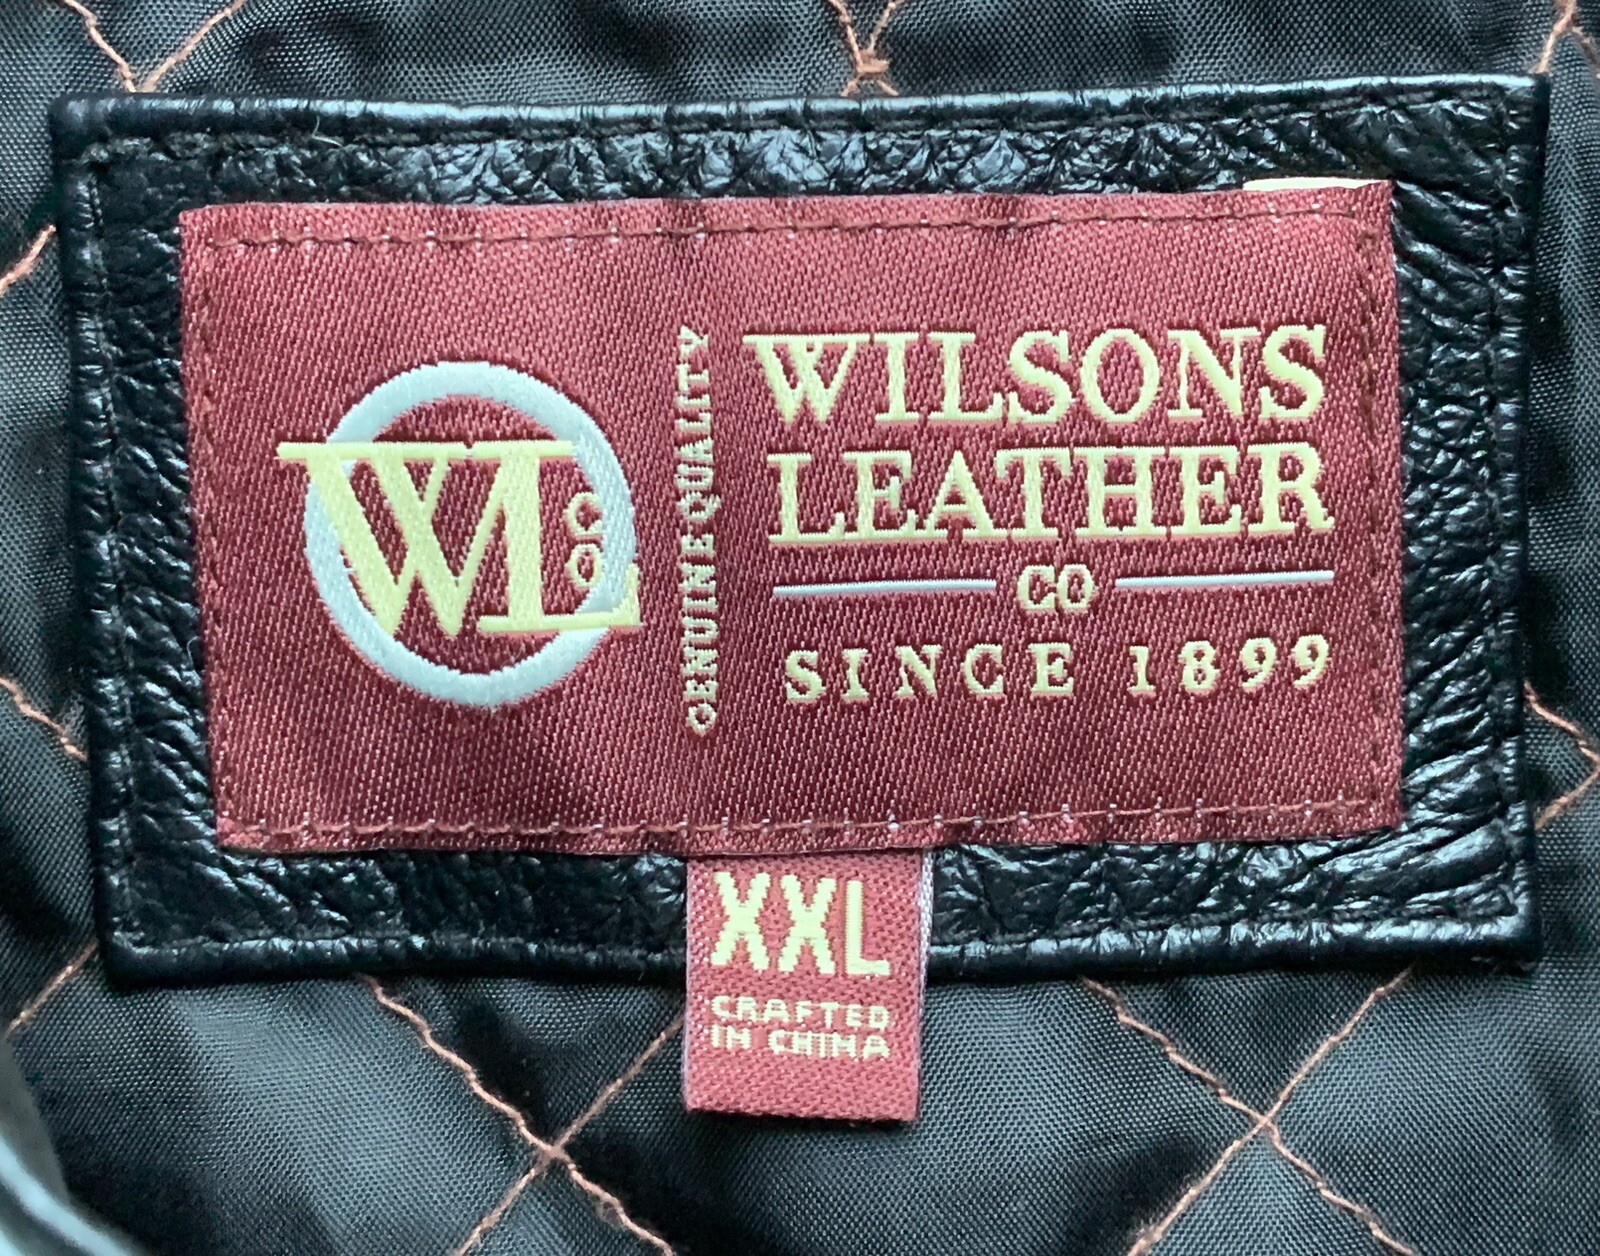 WL
CO
GENUINE QUALITY
WILSONS
LEATHER
CO
SINCE 1899
XXL
CRAFTED
IN CHINA